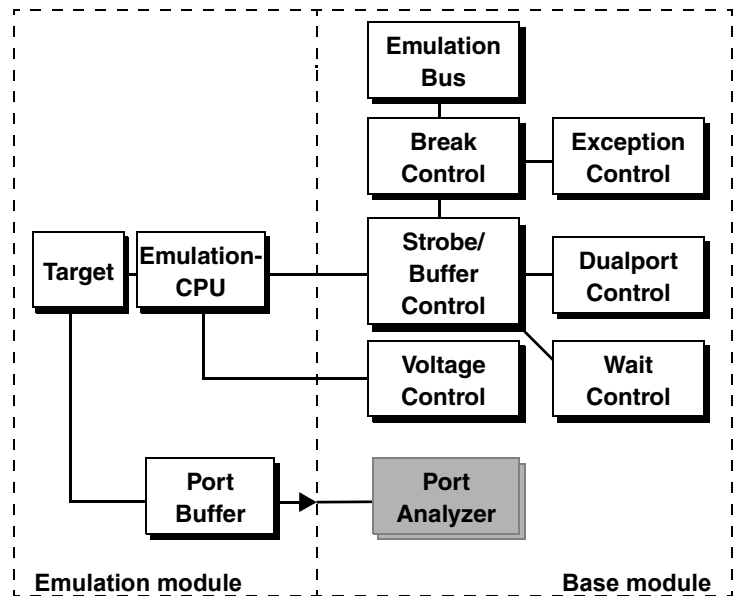 Emulation
Bus
Break
Control
Exception
Control
Target
Emulation-
CPU
Strobe/
Buffer
Control
Dualport
Control
Voltage
Control
Wait
Control
Port
Buffer
Port
Analyzer
Emulation module
Base module